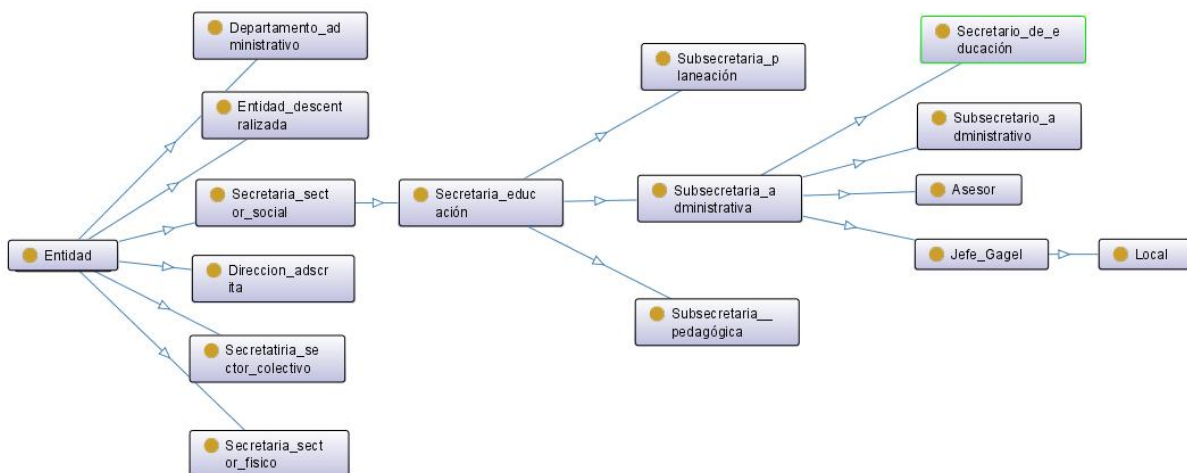 Departamento_ad
ministrativo
Entidad_descent
ralizada
Secretaria_sect
or_social
Entidad
Direccion_adscr
ita
Secretatiria_se
ctor_colectivo
Secretaria_sect
or_fisico
Secretaria_educ
ación
Subsecretaria_p
laneación
Subsecretaria_a
dministrativa
Subsecretaria__
pedagógica
Secretario_de_e
ducación
Subsecretario_a
dministrativo
Asesor
Jefe_Gagel
Local